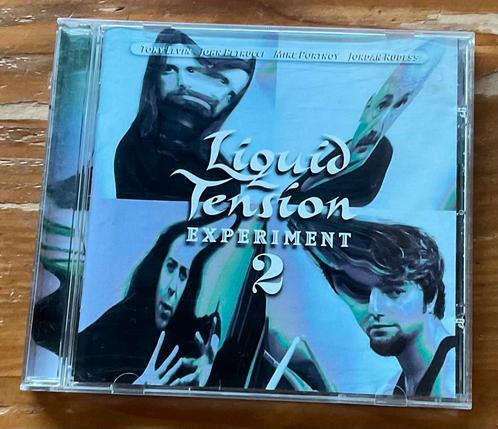 Tony Levin John Petrucci Mike Portnoy Jordan Rudess
Liquid
Tension
EXPERIMENT
2